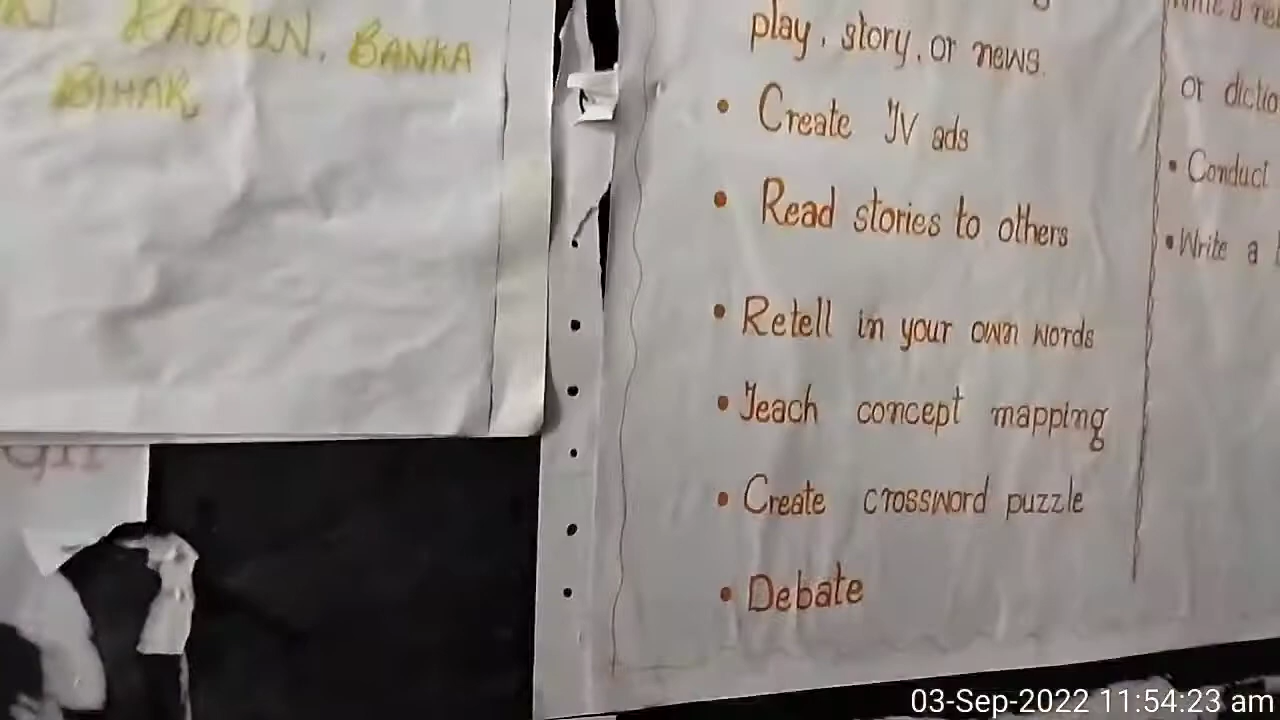 RAJOUN, BANKA
BIHAR,
play, story, or news.
• Create TV ads
• Read stories to others
• Retell in your own words
• Teach concept mapping
• Create crossword puzzle
• Debate
or
• Conduct
• Write a
03-Sep-2022 11:54:23 am